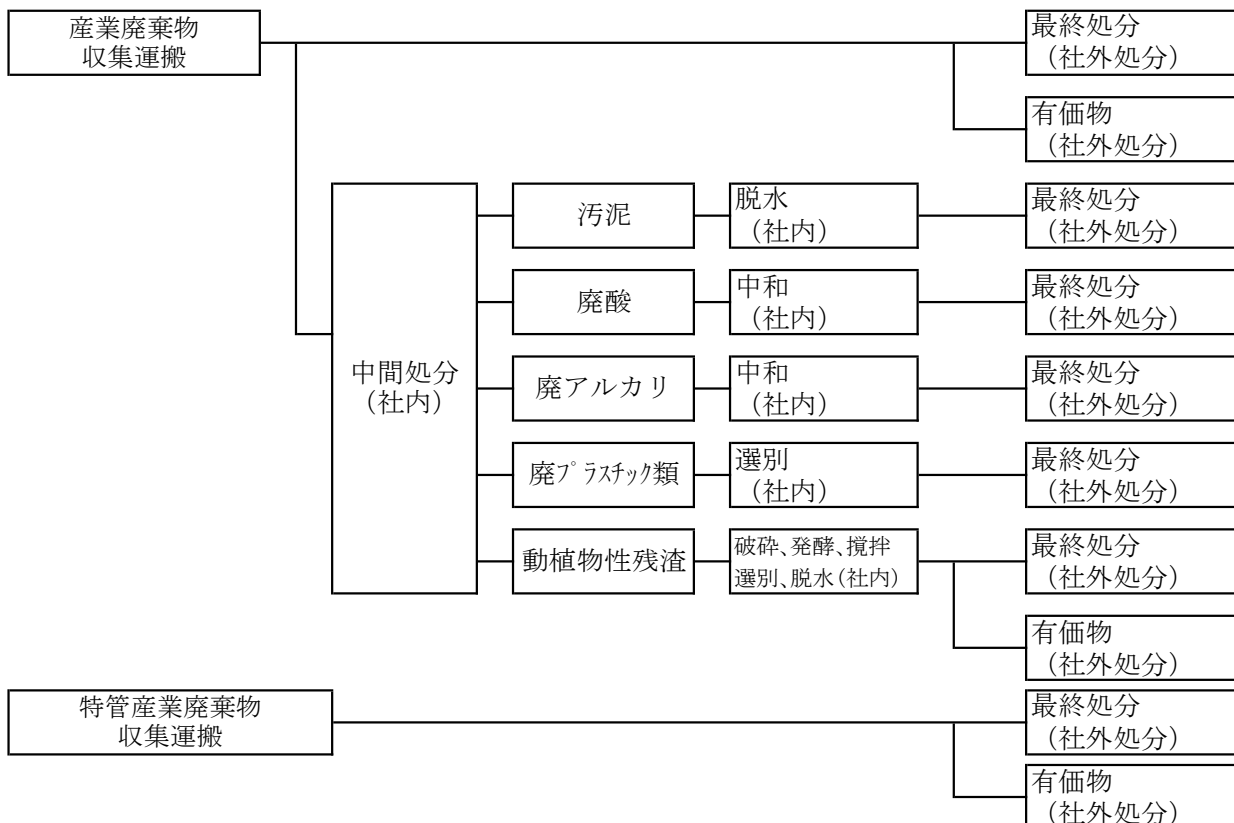 産業廃棄物
収集運搬
最終処分
（社外処分）
有価物
（社外処分）
中間処分
（社内）
汚泥
脱水
（社内）
最終処分
（社外処分）
廃酸
中和
（社内）
最終処分
（社外処分）
廃アルカリ
中和
（社内）
最終処分
（社外処分）
廃ﾌﾟﾗｽﾁｯｸ類
選別
（社内）
最終処分
（社外処分）
動植物性残渣
破砕、発酵、撹拌
選別、脱水（社内）
最終処分
（社外処分）
有価物
（社外処分）
特管産業廃棄物
収集運搬
最終処分
（社外処分）
有価物
（社外処分）